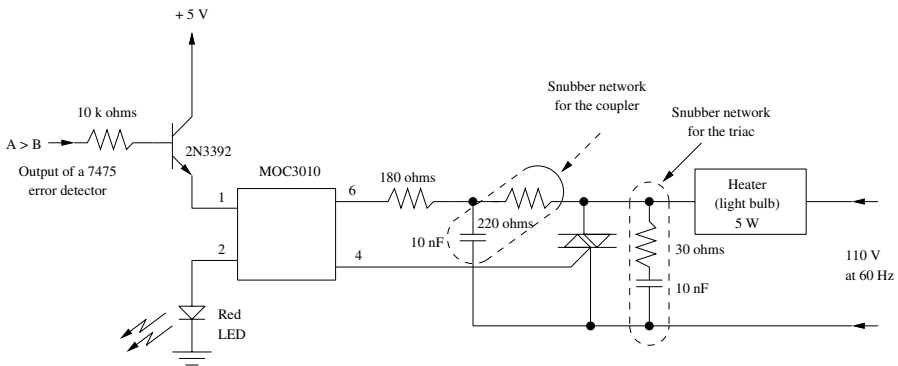 + 5 V
10 k ohms
A > B
2N3392
Output of a 7475
error detector
MOC3010
1
2
6
4
Red
LED
180 ohms
220 ohms
10 nF
Snubber network
for the coupler
Snubber network
for the triac
30 ohms
10 nF
Heater
(light bulb)
5 W
110 V
at 60 Hz